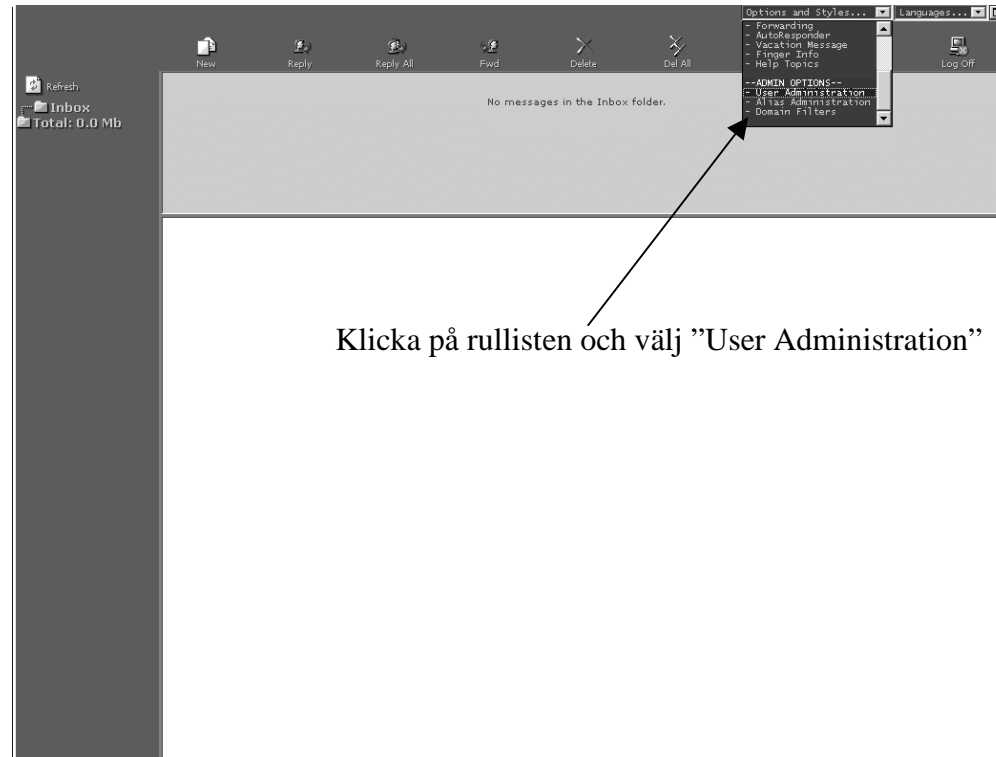 Options and Styles... Languages...
- Forwarding
- AutoResponder
- Vacation Message
- Finger Info
- Help Topics
--ADMIN OPTIONS--
- User Administration
- Alias Administration
- Domain Filters
New Reply Reply All Fwd Delete Del All Log Off
Refresh
Inbox
Total: 0.0 Mb
No messages in the Inbox folder.
Klicka på rullisten och välj ”User Administration”